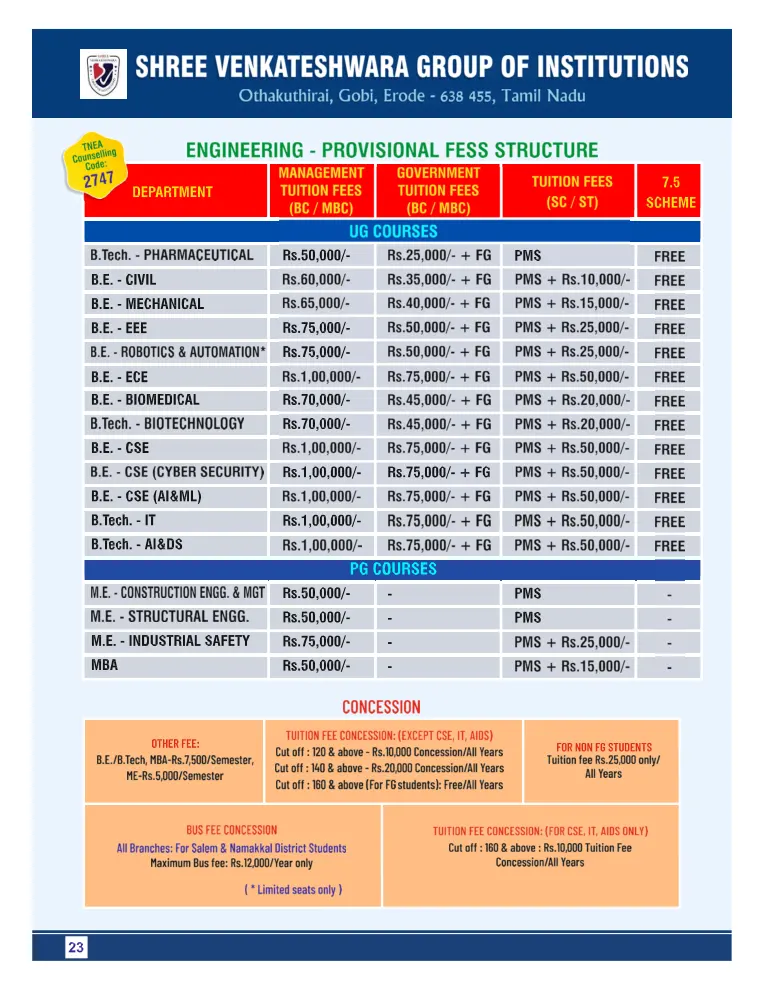 SHREE VENKATESHWARA GROUP OF INSTITUTIONS
Othakuthirai, Gobi, Erode - 638 455, Tamil Nadu
TNEA
Counselling
Code:
2747
ENGINEERING - PROVISIONAL FESS STRUCTURE
DEPARTMENT | MANAGEMENT TUITION FEES (BC / MBC) | GOVERNMENT TUITION FEES (BC / MBC) | TUITION FEES (SC / ST) | 7.5 SCHEME
UG COURSES
B.Tech. - PHARMACEUTICAL Rs.50,000/- Rs.25,000/- + FG PMS FREE
B.E. - CIVIL Rs.60,000/- Rs.35,000/- + FG PMS + Rs.10,000/- FREE
B.E. - MECHANICAL Rs.65,000/- Rs.40,000/- + FG PMS + Rs.15,000/- FREE
B.E. - EEE Rs.75,000/- Rs.50,000/- + FG PMS + Rs.25,000/- FREE
B.E. - ROBOTICS & AUTOMATION* Rs.75,000/- Rs.50,000/- + FG PMS + Rs.25,000/- FREE
B.E. - ECE Rs.1,00,000/- Rs.75,000/- + FG PMS + Rs.50,000/- FREE
B.E. - BIOMEDICAL Rs.70,000/- Rs.45,000/- + FG PMS + Rs.20,000/- FREE
B.Tech. - BIOTECHNOLOGY Rs.70,000/- Rs.45,000/- + FG PMS + Rs.20,000/- FREE
B.E. - CSE Rs.1,00,000/- Rs.75,000/- + FG PMS + Rs.50,000/- FREE
B.E. - CSE (CYBER SECURITY) Rs.1,00,000/- Rs.75,000/- + FG PMS + Rs.50,000/- FREE
B.E. - CSE (AI&ML) Rs.1,00,000/- Rs.75,000/- + FG PMS + Rs.50,000/- FREE
B.Tech. - IT Rs.1,00,000/- Rs.75,000/- + FG PMS + Rs.50,000/- FREE
B.Tech. - AI&DS Rs.1,00,000/- Rs.75,000/- + FG PMS + Rs.50,000/- FREE
PG COURSES
M.E. - CONSTRUCTION ENGG. & MGT Rs.50,000/- - PMS -
M.E. - STRUCTURAL ENGG. Rs.50,000/- - PMS -
M.E. - INDUSTRIAL SAFETY Rs.75,000/- - PMS + Rs.25,000/- -
MBA Rs.50,000/- - PMS + Rs.15,000/- -
CONCESSION
OTHER FEE:
B.E./B.Tech, MBA-Rs.7,500/Semester,
ME-Rs.5,000/Semester
TUITION FEE CONCESSION: (EXCEPT CSE, IT, AIDS)
Cut off : 120 & above - Rs.10,000 Concession/All Years
Cut off : 140 & above - Rs.20,000 Concession/All Years
Cut off : 160 & above (For FG students): Free/All Years
FOR NON FG STUDENTS
Tuition fee Rs.25,000 only/
All Years
BUS FEE CONCESSION
All Branches: For Salem & Namakkal District Students
Maximum Bus fee: Rs.12,000/Year only
( * Limited seats only )
TUITION FEE CONCESSION: (FOR CSE, IT, AIDS ONLY)
Cut off : 160 & above : Rs.10,000 Tuition Fee
Concession/All Years
23